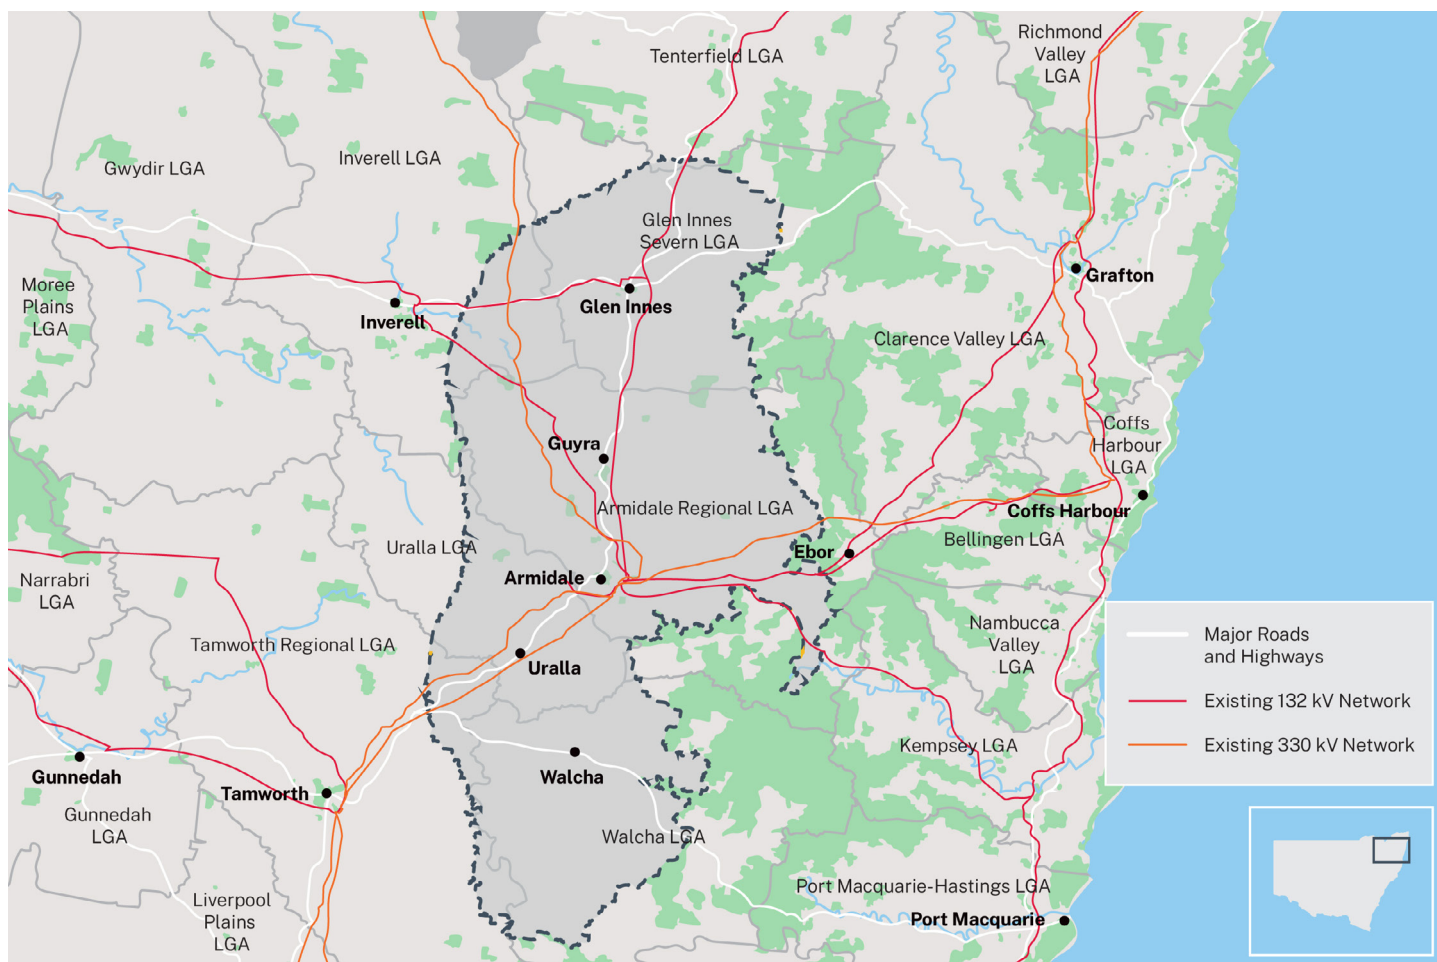 Richmond
Valley
LGA
Tenterfield LGA
Inverell LGA
Gwydir LGA
Glen Innes
Severn LGA
Grafton
Moree
Plains
LGA
Glen Innes
Inverell
Clarence Valley LGA
Coffs
Harbour
LGA
Guyra
Armidale Regional LGA
Coffs Harbour
Bellingen LGA
Uralla LGA
Ebor
Armidale
Narrabri
LGA
Nambucca
Valley
LGA
Tamworth Regional LGA
Uralla
Kempsey LGA
Gunnedah
Walcha
Tamworth
Gunnedah
LGA
Walcha LGA
Port Macquarie-Hastings LGA
Liverpool
Plains
LGA
Port Macquarie
Major Roads
and Highways
Existing 132 kV Network
Existing 330 kV Network